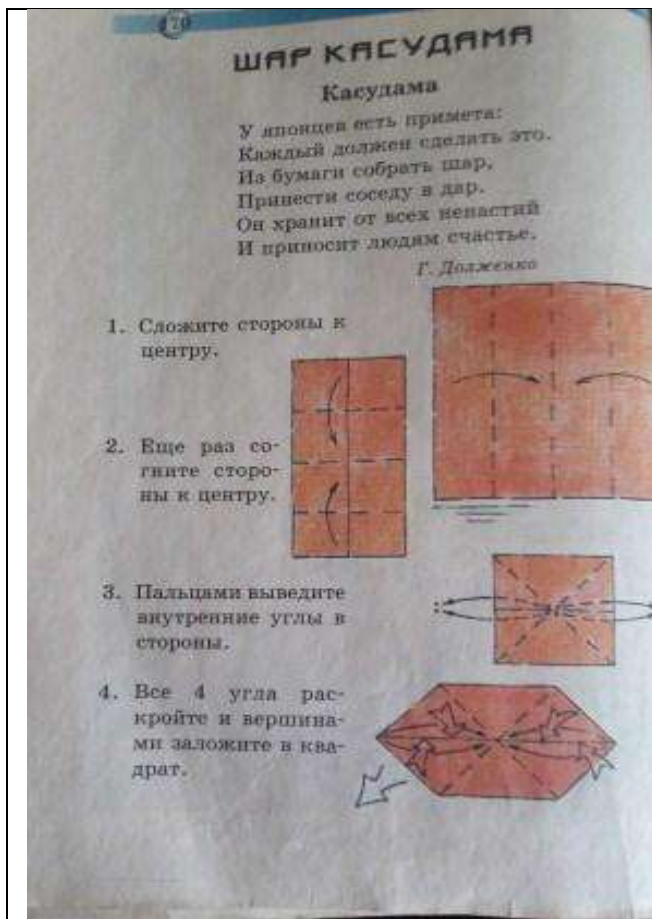 70
ШАР КАСУДАМА
Касудама
У японцев есть примета:
Каждый должен сделать это.
Из бумаги собрать шар,
Принести соседу в дар.
Он хранит от всех ненастий
И приносит людям счастье.
Г. Долженко
1. Сложите стороны к
центру.
2. Еще раз со-
гните сторо-
ны к центру.
3. Пальцами выведите
внутренние углы в
стороны.
4. Все 4 угла рас-
кройте и вершина-
ми заложите в ква-
драт.